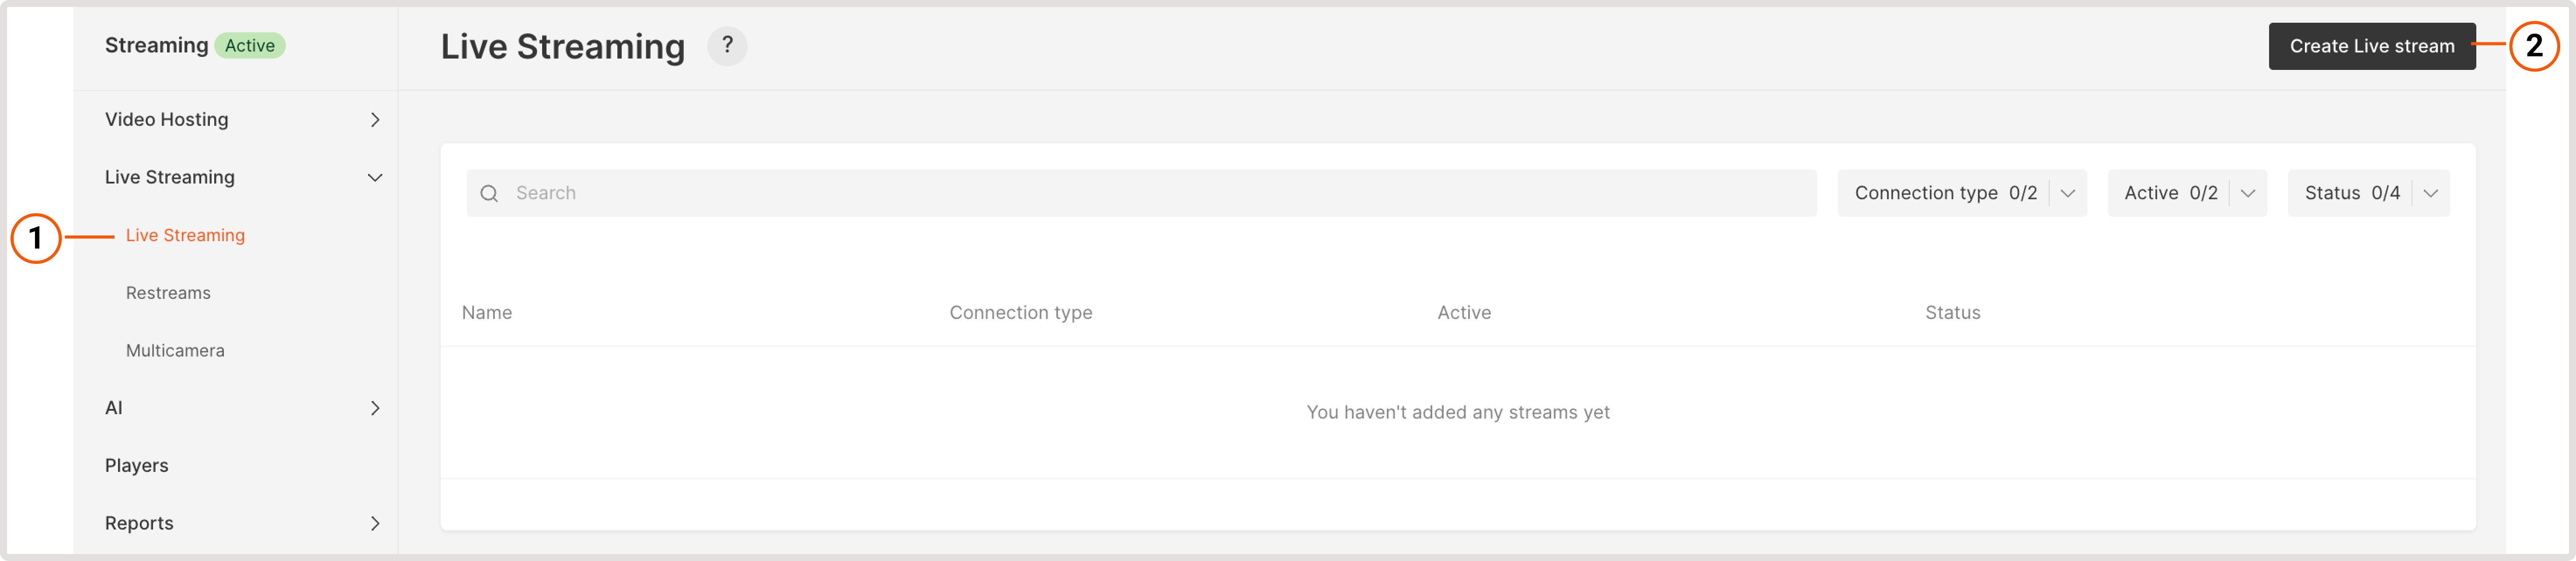 Streaming Active
Video Hosting
Live Streaming
1
Live Streaming
Restreams
Multicamera
AI
Players
Reports
Live Streaming ?
Create Live stream
2
Search
Connection type 0/2
Active 0/2
Status 0/4
Name Connection type Active Status
You haven't added any streams yet